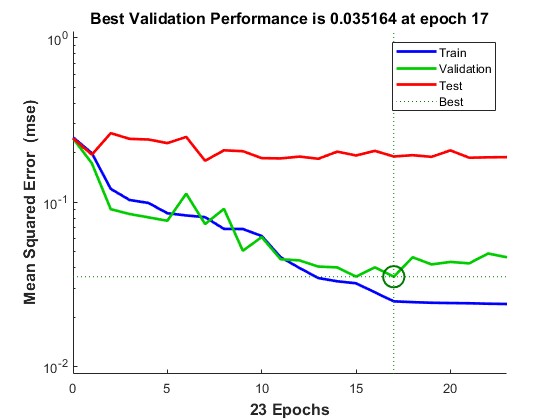 Best Validation Performance is 0.035164 at epoch 17
10^0
10^-1
10^-2
Mean Squared Error  (mse)
Train
Validation
Test
Best
0
5
10
15
20
23 Epochs